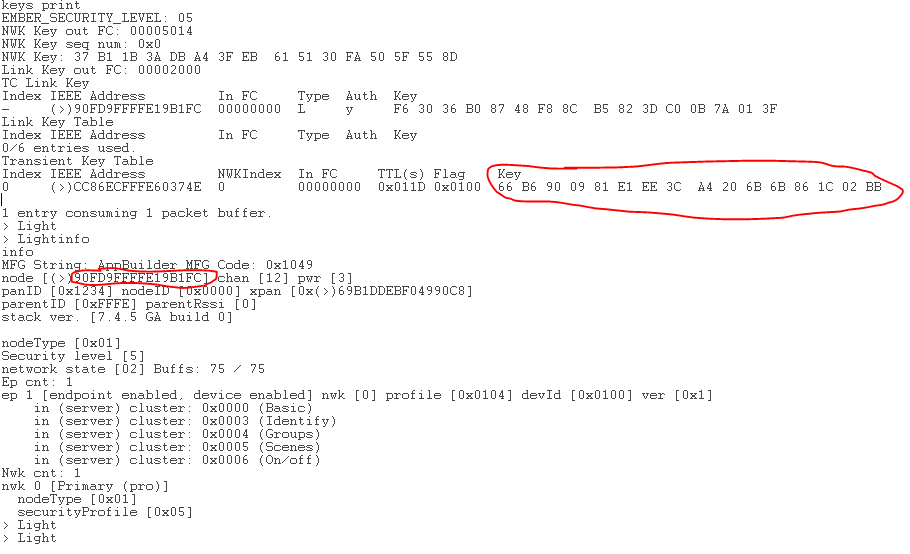 keys print
EMBER_SECURITY_LEVEL: 05
NWK Key out FC: 00005014
NWK Key seq num: 0x0
NWK Key: 37 B1 1B 3A DB A4 3F EB  61 51 30 FA 50 5F 55 8D
Link Key out FC: 00002000
TC Link Key
Index IEEE Address         In FC     Type  Auth  Key
-     (>)90FD9FFFFE19B1FC  00000000  L     y     F6 30 36 B0 87 48 F8 8C  B5 82 3D C0 0B 7A 01 3F
Link Key Table
Index IEEE Address         In FC     Type  Auth  Key
0/6 entries used.
Transient Key Table
Index IEEE Address         NWKIndex  In FC     TTL(s) Flag    Key
0     (>)CC86ECFFFE60374E  0         00000000  0x011D 0x0100  66 B6 90 09 81 E1 EE 3C  A4 20 6B 6B 86 1C 02 BB
1 entry consuming 1 packet buffer.
> Light
> Lightinfo
info
MFG String: AppBuilder MFG Code: 0x1049
node [(>)90FD9FFFFE19B1FC] chan [12] pwr [3]
panID [0x1234] nodeID [0x0000] xpan [0x(>)69B1DDEBF04990C8]
parentID [0xFFFE] parentRssi [0]
stack ver. [7.4.5 GA build 0]
nodeType [0x01]
Security level [5]
network state [02] Buffs: 75 / 75
Ep cnt: 1
ep 1 [endpoint enabled, device enabled] nwk [0] profile [0x0104] devId [0x0100] ver [0x1]
in (server) cluster: 0x0000 (Basic)
in (server) cluster: 0x0003 (Identify)
in (server) cluster: 0x0004 (Groups)
in (server) cluster: 0x0005 (Scenes)
in (server) cluster: 0x0006 (On/off)
Nwk cnt: 1
nwk 0 [Primary (pro)]
nodeType [0x01]
securityProfile [0x05]
> Light
> Light